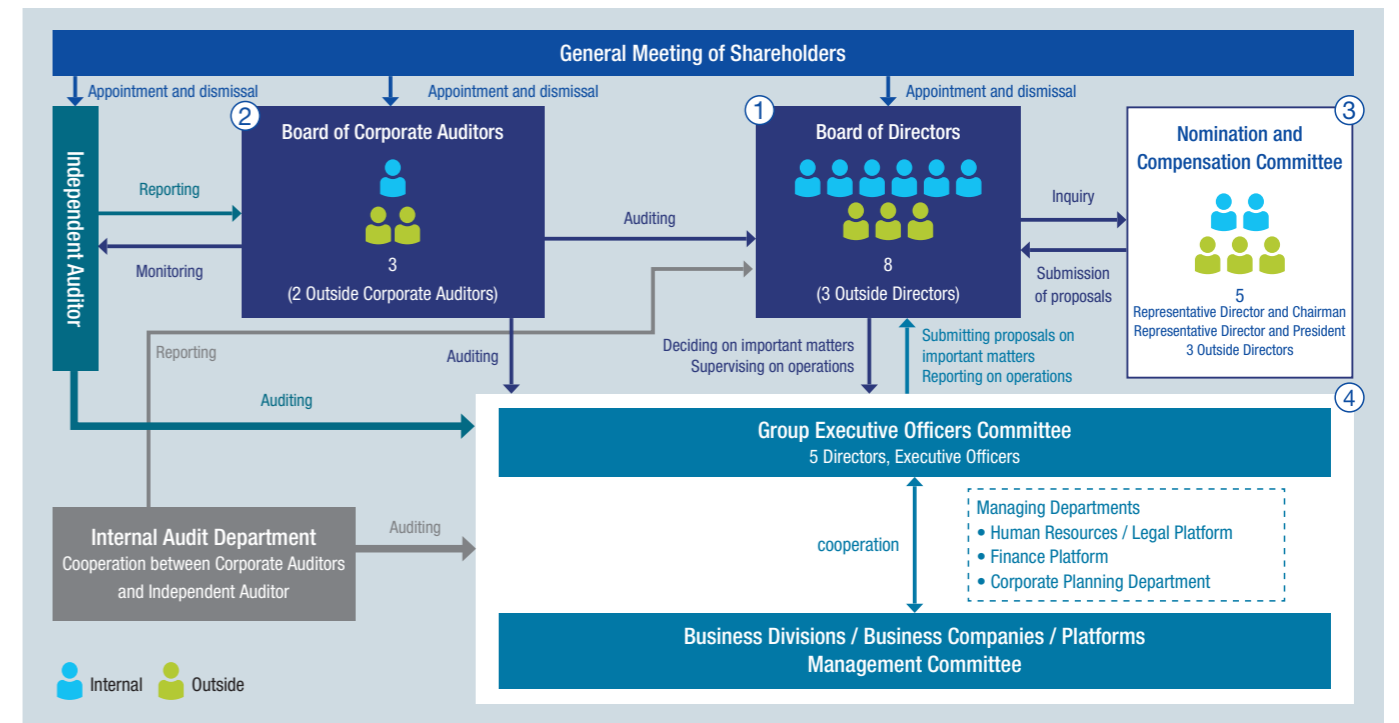 General Meeting of Shareholders
Appointment and dismissal
Appointment and dismissal
Appointment and dismissal
Independent Auditor
2
Board of Corporate Auditors
3
(2 Outside Corporate Auditors)
1
Board of Directors
8
(3 Outside Directors)
3
Nomination and
Compensation Committee
5
Representative Director and Chairman
Representative Director and President
3 Outside Directors
Reporting
Monitoring
Auditing
Inquiry
Submission
of proposals
Reporting
Auditing
Deciding on important matters
Supervising on operations
Submitting proposals on
important matters
Reporting on operations
Auditing
4
Group Executive Officers Committee
5 Directors, Executive Officers
Internal Audit Department
Cooperation between Corporate Auditors
and Independent Auditor
Auditing
cooperation
Managing Departments
• Human Resources / Legal Platform
• Finance Platform
• Corporate Planning Department
Business Divisions / Business Companies / Platforms
Management Committee
Internal
Outside